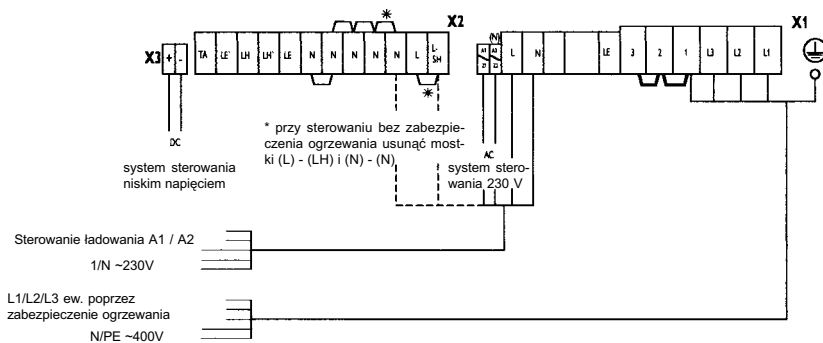 X2
X1
X3
+ -
TA LE` LH LH` LE N N N N N L L-SH
A1 A2 (N) L N LE 3 2 1 L3 L2 L1
Z1 Z2
*
*
DC
AC
* przy sterowaniu bez zabezpie-
czenia ogrzewania usunąć most-
ki (L) - (LH) i (N) - (N)
system sterowania
niskim napięciem
system stero-
wania 230 V
Sterowanie ładowania A1 / A2
1/N ~230V
L1/L2/L3 ew. poprzez
zabezpieczenie ogrzewania
N/PE ~400V